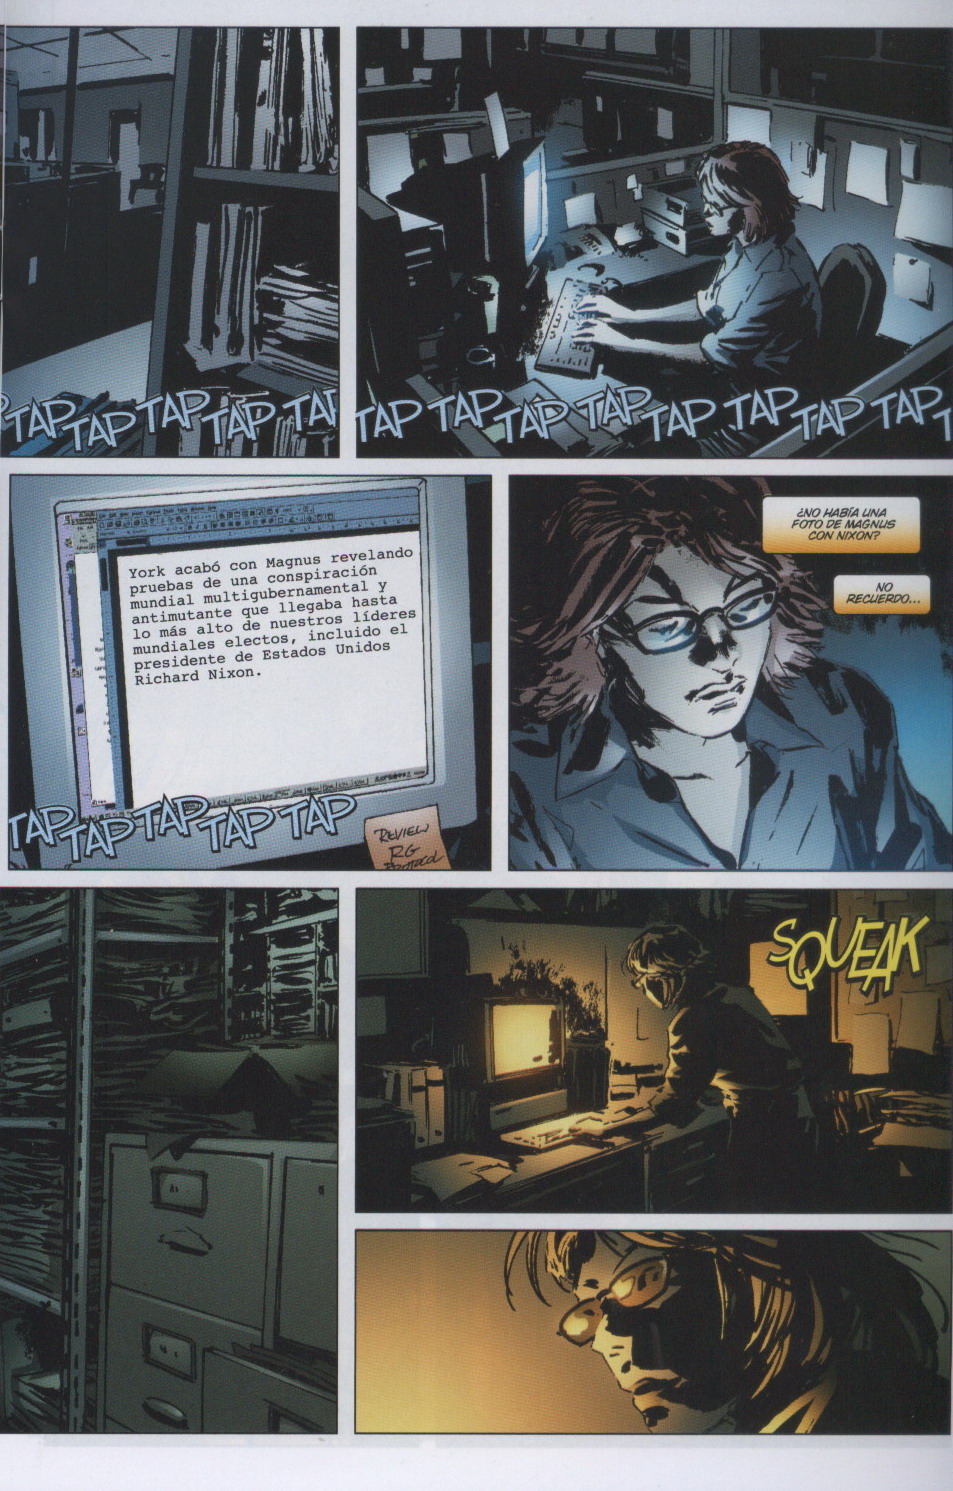 TAP TAP TAP TAP TAP
TAP TAP TAP TAP TAP TAP TAP TAP
York acabó con Magnus revelando
pruebas de una conspiración
mundial multigubernamental y
antimutante que llegaba hasta
lo más alto de nuestros líderes
mundiales electos, incluido el
presidente de Estados Unidos
Richard Nixon.
TAP TAP TAP TAP TAP
REVIEW
RG
PROTOCOL
¿NO HABÍA UNA
FOTO DE MAGNUS
CON NIXON?
NO
RECUERDO...
SQUEAK